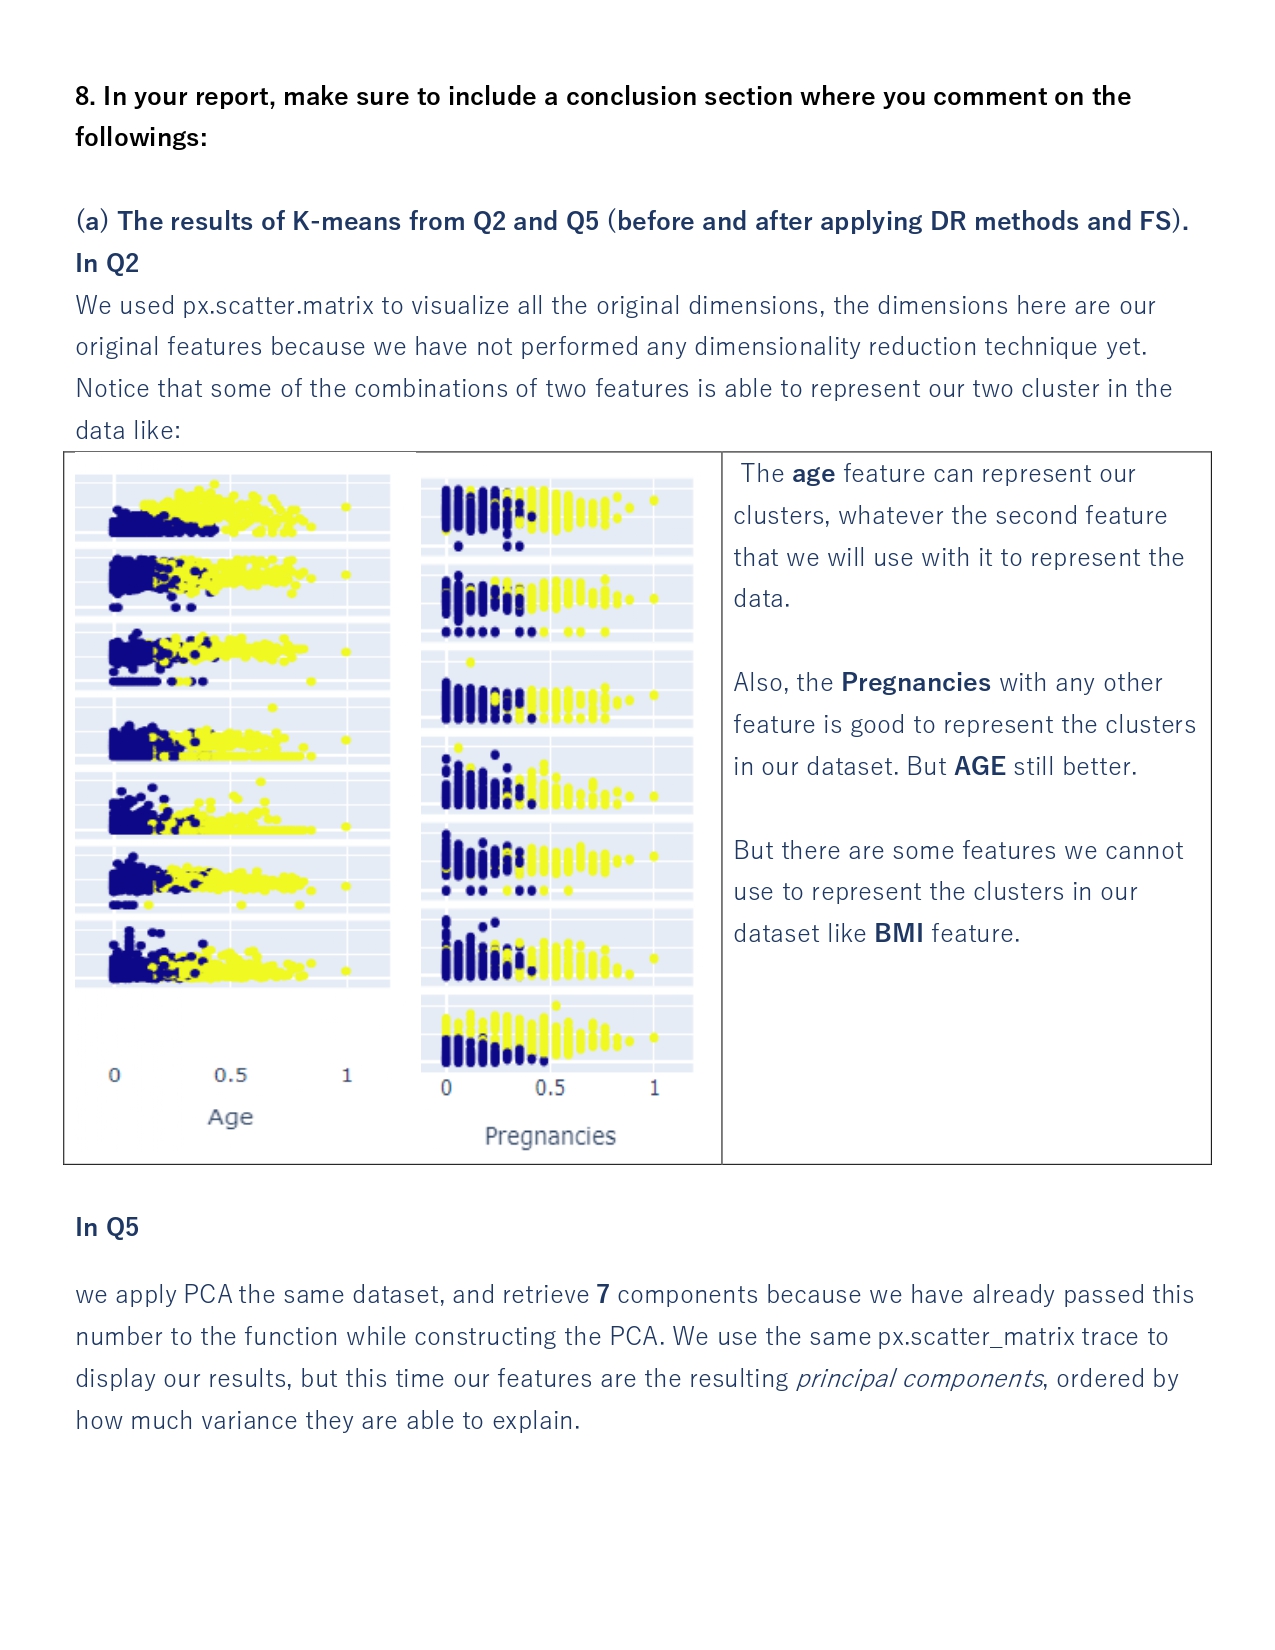 8. In your report, make sure to include a conclusion section where you comment on the
followings:
(a) The results of K-means from Q2 and Q5 (before and after applying DR methods and FS).
In Q2
We used px.scatter.matrix to visualize all the original dimensions, the dimensions here are our
original features because we have not performed any dimensionality reduction technique yet.
Notice that some of the combinations of two features is able to represent our two cluster in the
data like:
0 0.5 1
Age
0 0.5 1
Pregnancies
The age feature can represent our
clusters, whatever the second feature
that we will use with it to represent the
data.
Also, the Pregnancies with any other
feature is good to represent the clusters
in our dataset. But AGE still better.
But there are some features we cannot
use to represent the clusters in our
dataset like BMI feature.
In Q5
we apply PCA the same dataset, and retrieve 7 components because we have already passed this
number to the function while constructing the PCA. We use the same px.scatter_matrix trace to
display our results, but this time our features are the resulting principal components, ordered by
how much variance they are able to explain.